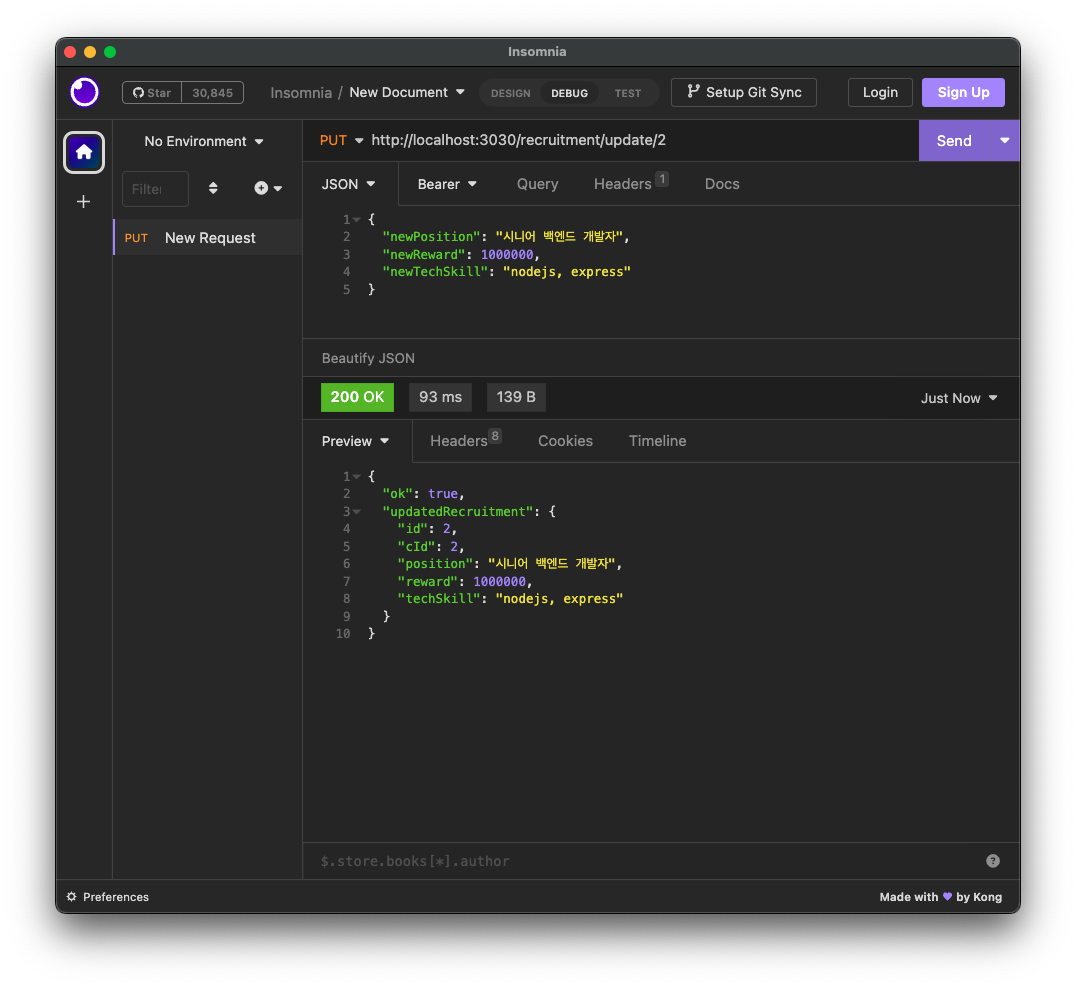 Insomnia
Star 30,845
Insomnia / New Document
DESIGN DEBUG TEST
Setup Git Sync
Login
Sign Up
No Environment
PUT http://localhost:3030/recruitment/update/2
Send
Filter
JSON Bearer Query Headers 1 Docs
PUT New Request
1 {
2 "newPosition": "시니어 백엔드 개발자",
3 "newReward": 1000000,
4 "newTechSkill": "nodejs, express"
5 }
Beautify JSON
200 OK 93 ms 139 B Just Now
Preview Headers 8 Cookies Timeline
1 {
2 "ok": true,
3 "updatedRecruitment": {
4 "id": 2,
5 "cId": 2,
6 "position": "시니어 백엔드 개발자",
7 "reward": 1000000,
8 "techSkill": "nodejs, express"
9 }
10 }
$.store.books[*].author
?
Preferences
Made with ♥ by Kong